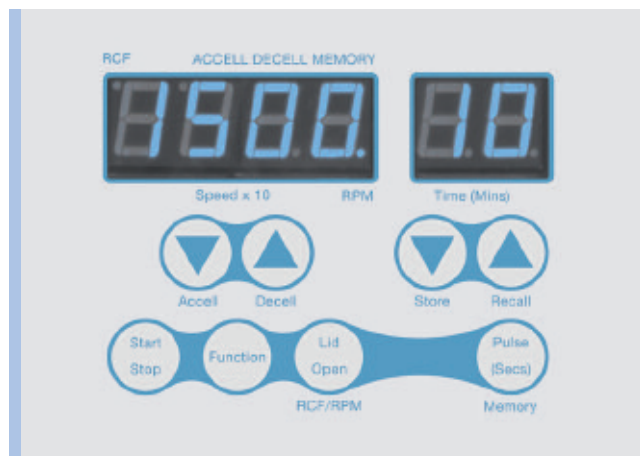 RCF ACCELL DECELL MEMORY
1500. 10
Speed x 10 RPM Time (Mins)
Accell Decell Store Recall
Start Stop Function Lid Open Pulse (Secs)
RCF/RPM Memory